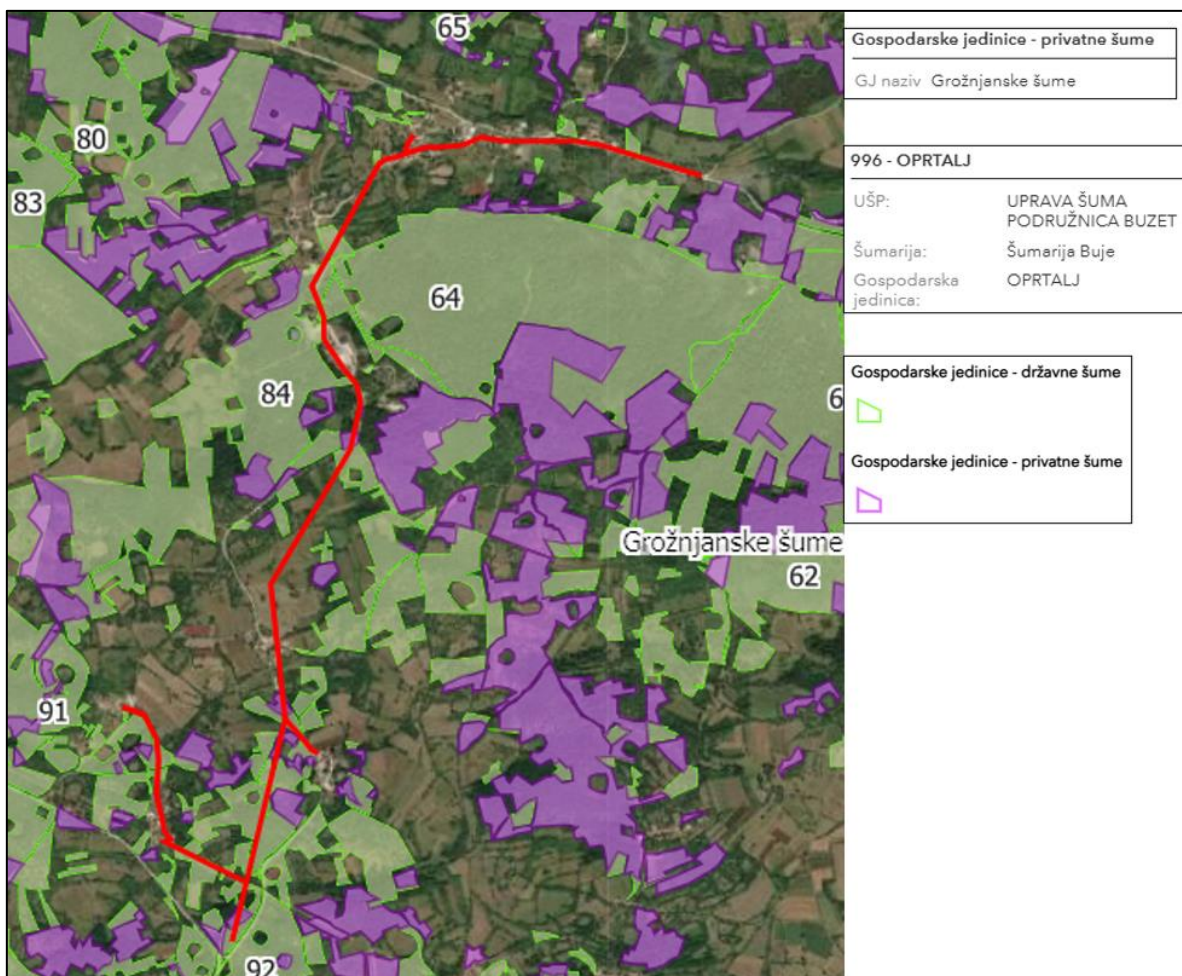 65
80
83
64
84
6
Grožnjanske šume
62
91
92
Gospodarske jedinice - privatne šume
GJ naziv Grožnjanske šume
996 - OPRTALJ
UŠP: UPRAVA ŠUMA
PODRUŽNICA BUZET
Šumarija: Šumarija Buje
Gospodarska OPRTALJ
jedinica:
Gospodarske jedinice - državne šume
Gospodarske jedinice - privatne šume